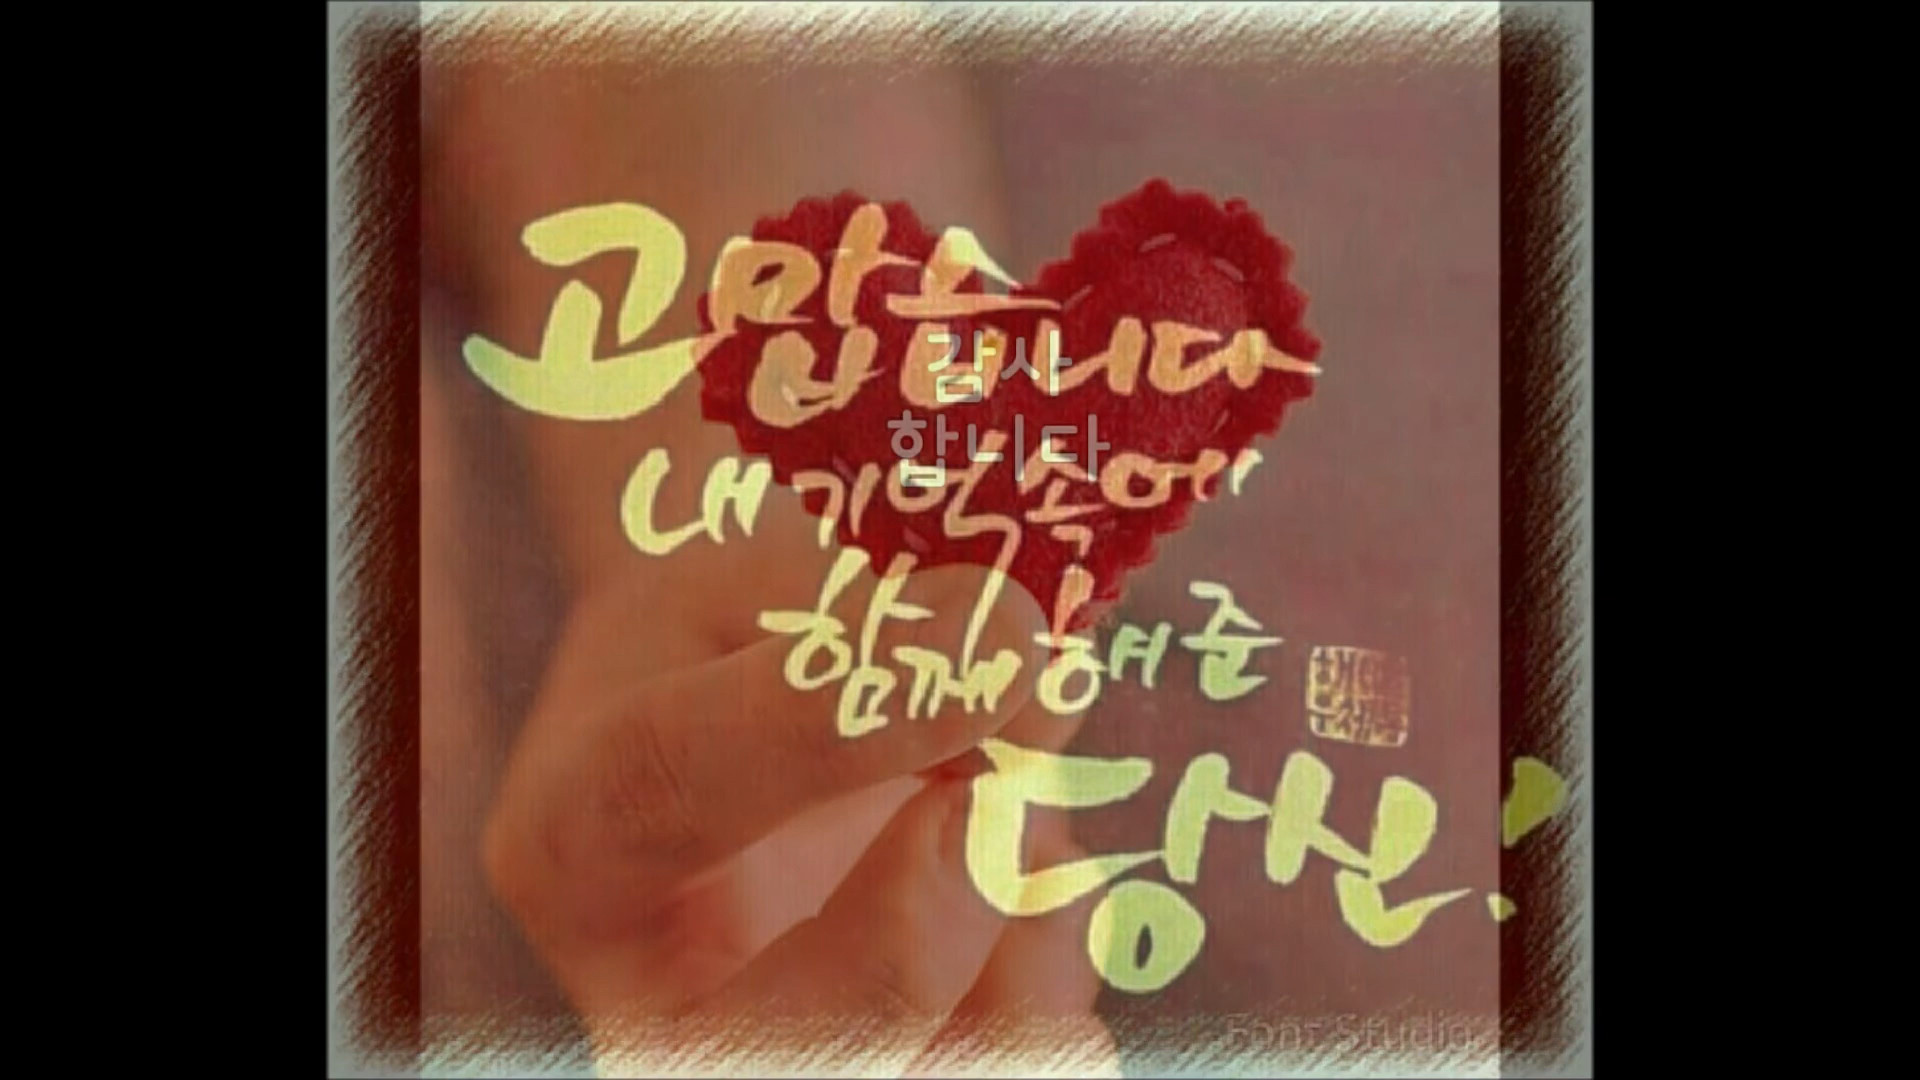 고맙습니다
감사
합니다
내 기억속에
함께 해준
당신!
Font Studio